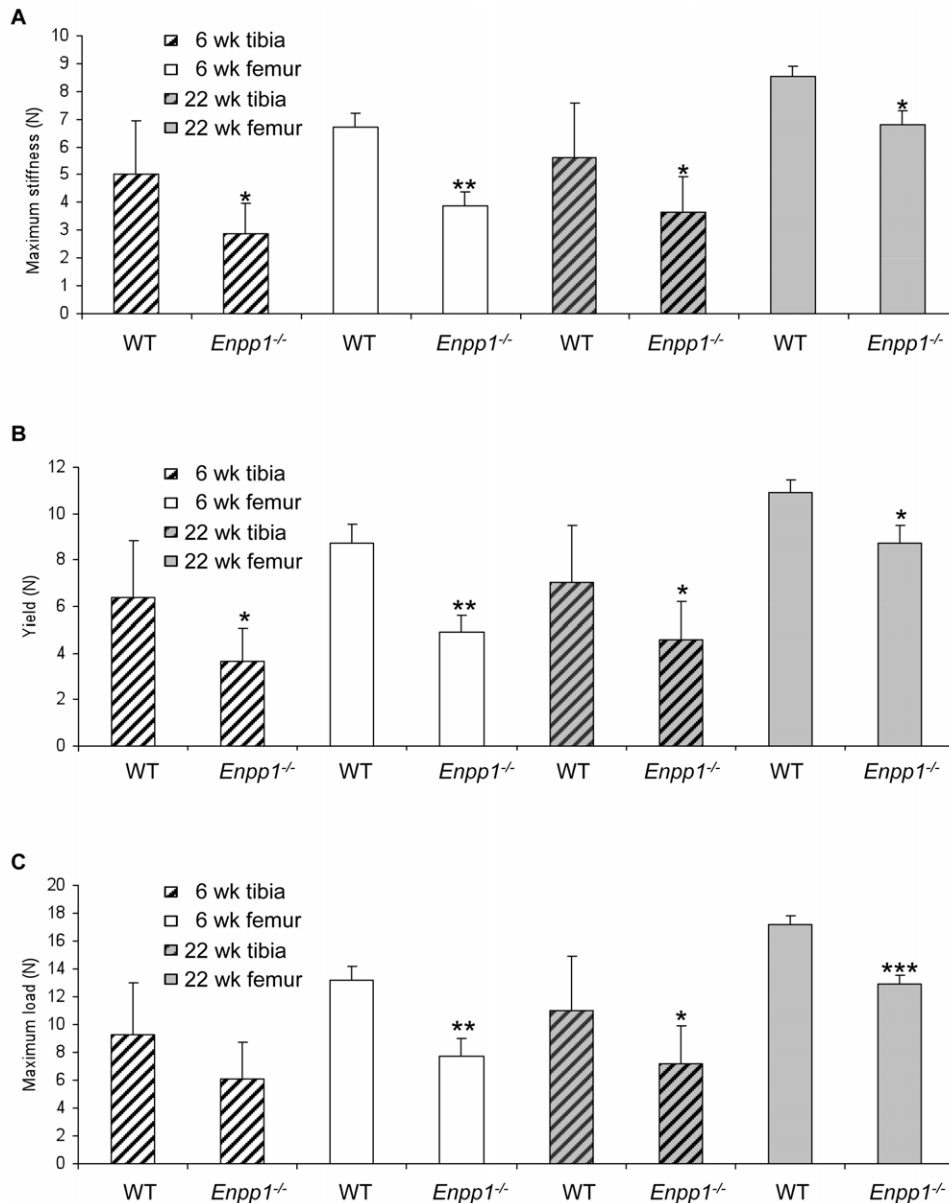 A
Maximum stiffness (N)
10
9
8
7
6
5
4
3
2
1
0
6 wk tibia
6 wk femur
22 wk tibia
22 wk femur
*
**
*
*
WT Enpp1-/- WT Enpp1-/- WT Enpp1-/- WT Enpp1-/-
B
Yield (N)
12
10
8
6
4
2
0
6 wk tibia
6 wk femur
22 wk tibia
22 wk femur
*
**
*
*
WT Enpp1-/- WT Enpp1-/- WT Enpp1-/- WT Enpp1-/-
C
Maximum load (N)
20
18
16
14
12
10
8
6
4
2
0
6 wk tibia
6 wk femur
22 wk tibia
22 wk femur
**
*
***
WT Enpp1-/- WT Enpp1-/- WT Enpp1-/- WT Enpp1-/-